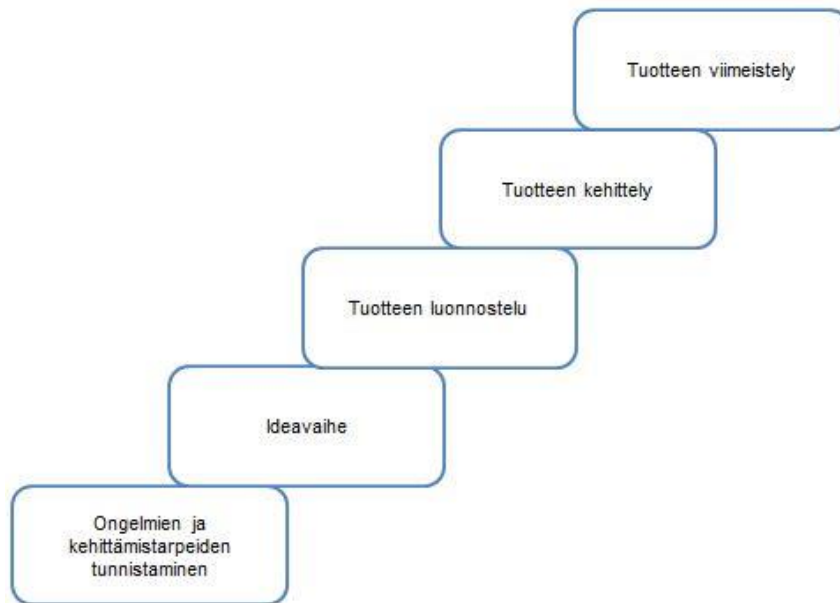 Tuotteen viimeistely
Tuotteen kehittely
Tuotteen luonnostelu
Ideavaihe
Ongelmien ja
kehittämistarpeiden
tunnistaminen